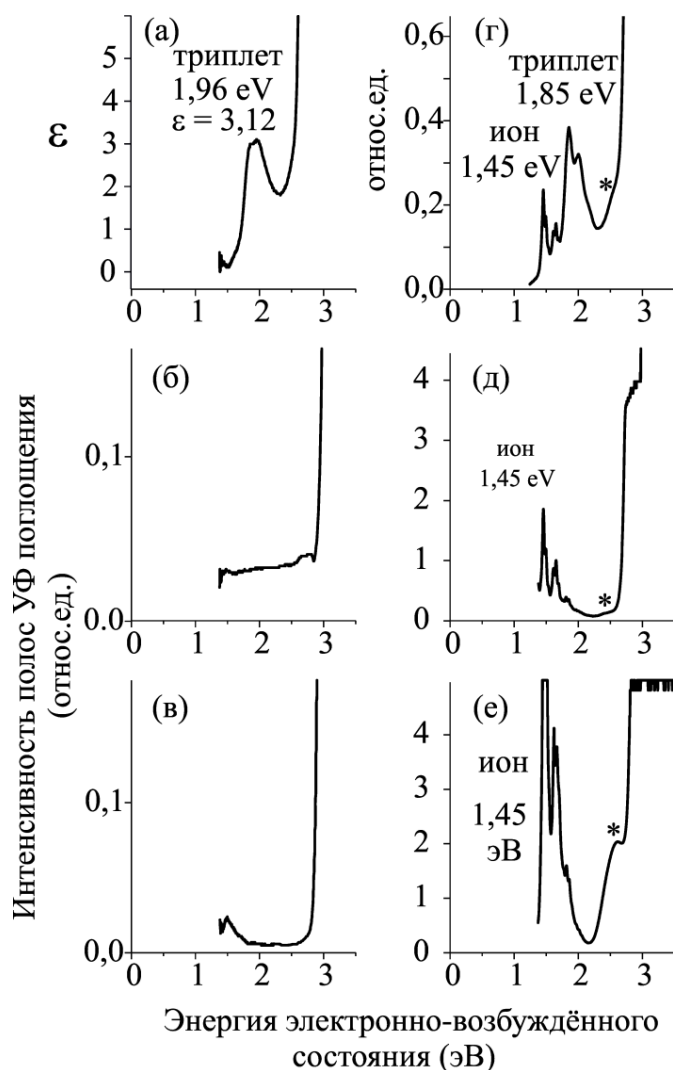 (а)
триплет
1,96 eV
ε = 3,12
ε
6
5
4
3
2
1
0
0 1 2 3
(г)
триплет
1,85 eV
ион
1,45 eV
*
относ.ед.
0,6
0,4
0,2
0,0
0 1 2 3
(б)
0,1
0.0
0 1 2 3
(д)
ион
1,45 eV
*
4
3
2
1
0
0 1 2 3
(в)
0,1
0,0
0 1 2 3
(е)
ион
1,45
эВ
*
4
3
2
1
0
0 1 2 3
Интенсивность полос УФ поглощения
(относ.ед.)
Энергия электронно-возбуждённого
состояния (эВ)